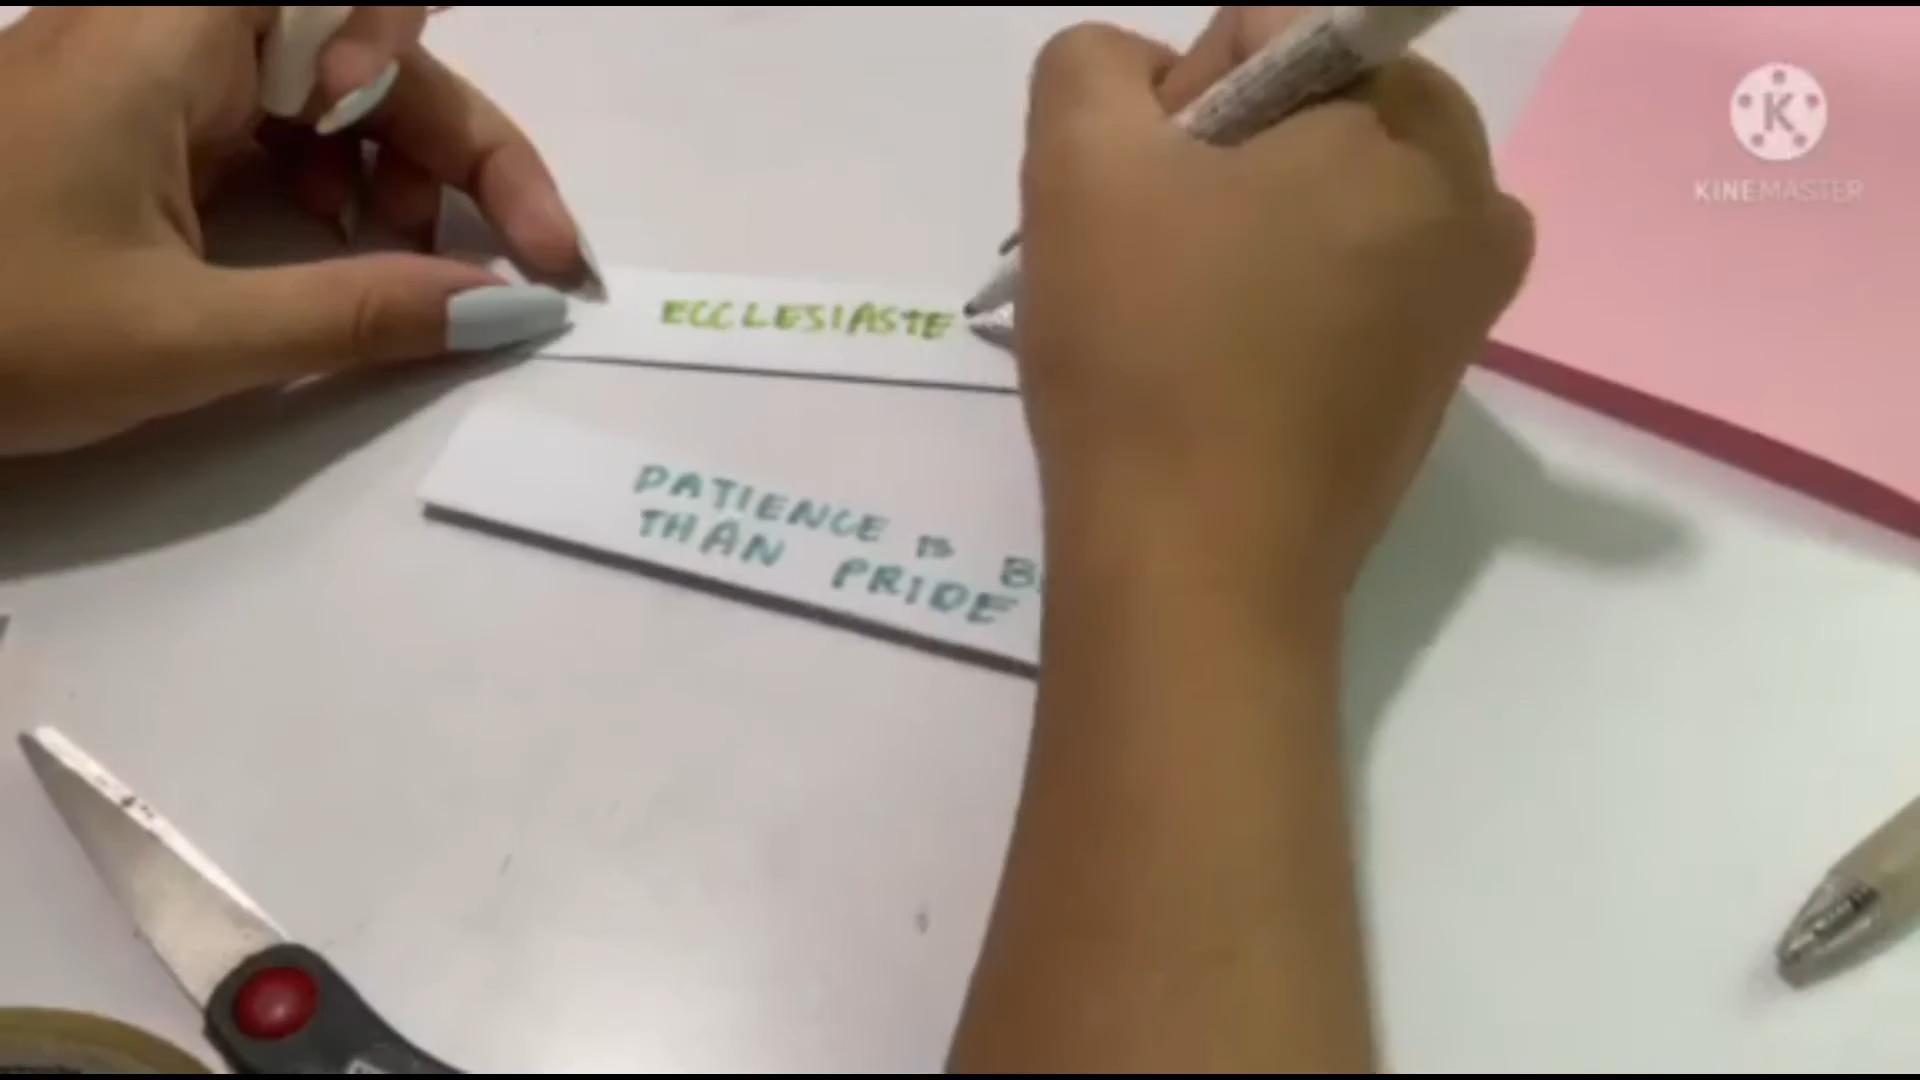 KINEMASTER
ECCLESIASTE
PATIENCE IS B
THAN PRIDE